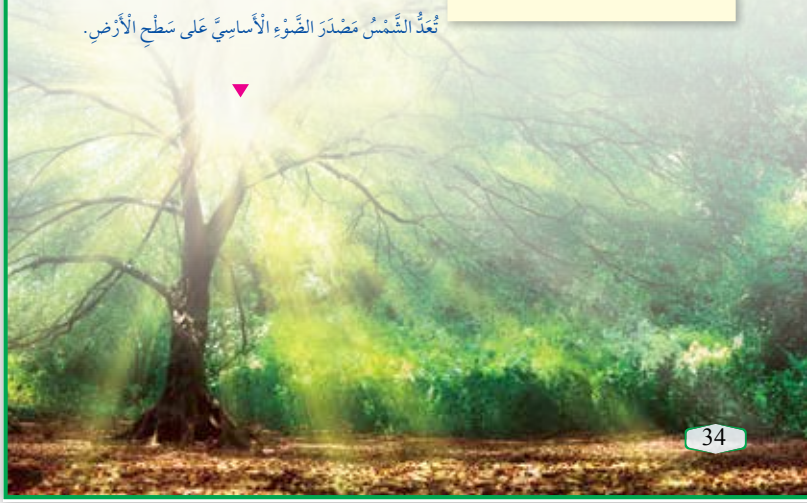 تُعَدُّ الشَّمْسُ مَصْدَرَ الضَّوْءِ الْأَساسِيَّ عَلى سَطْحِ الْأَرْضِ.
34